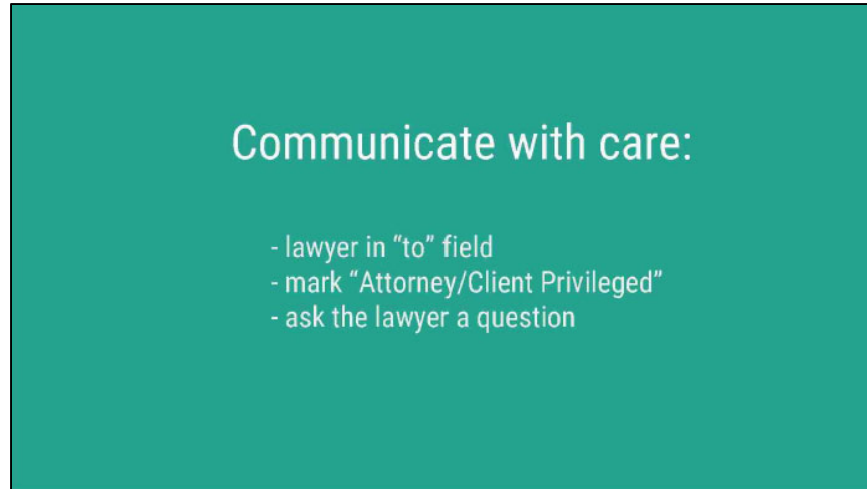 Communicate with care:
- lawyer in “to” field
- mark “Attorney/Client Privileged”
- ask the lawyer a question